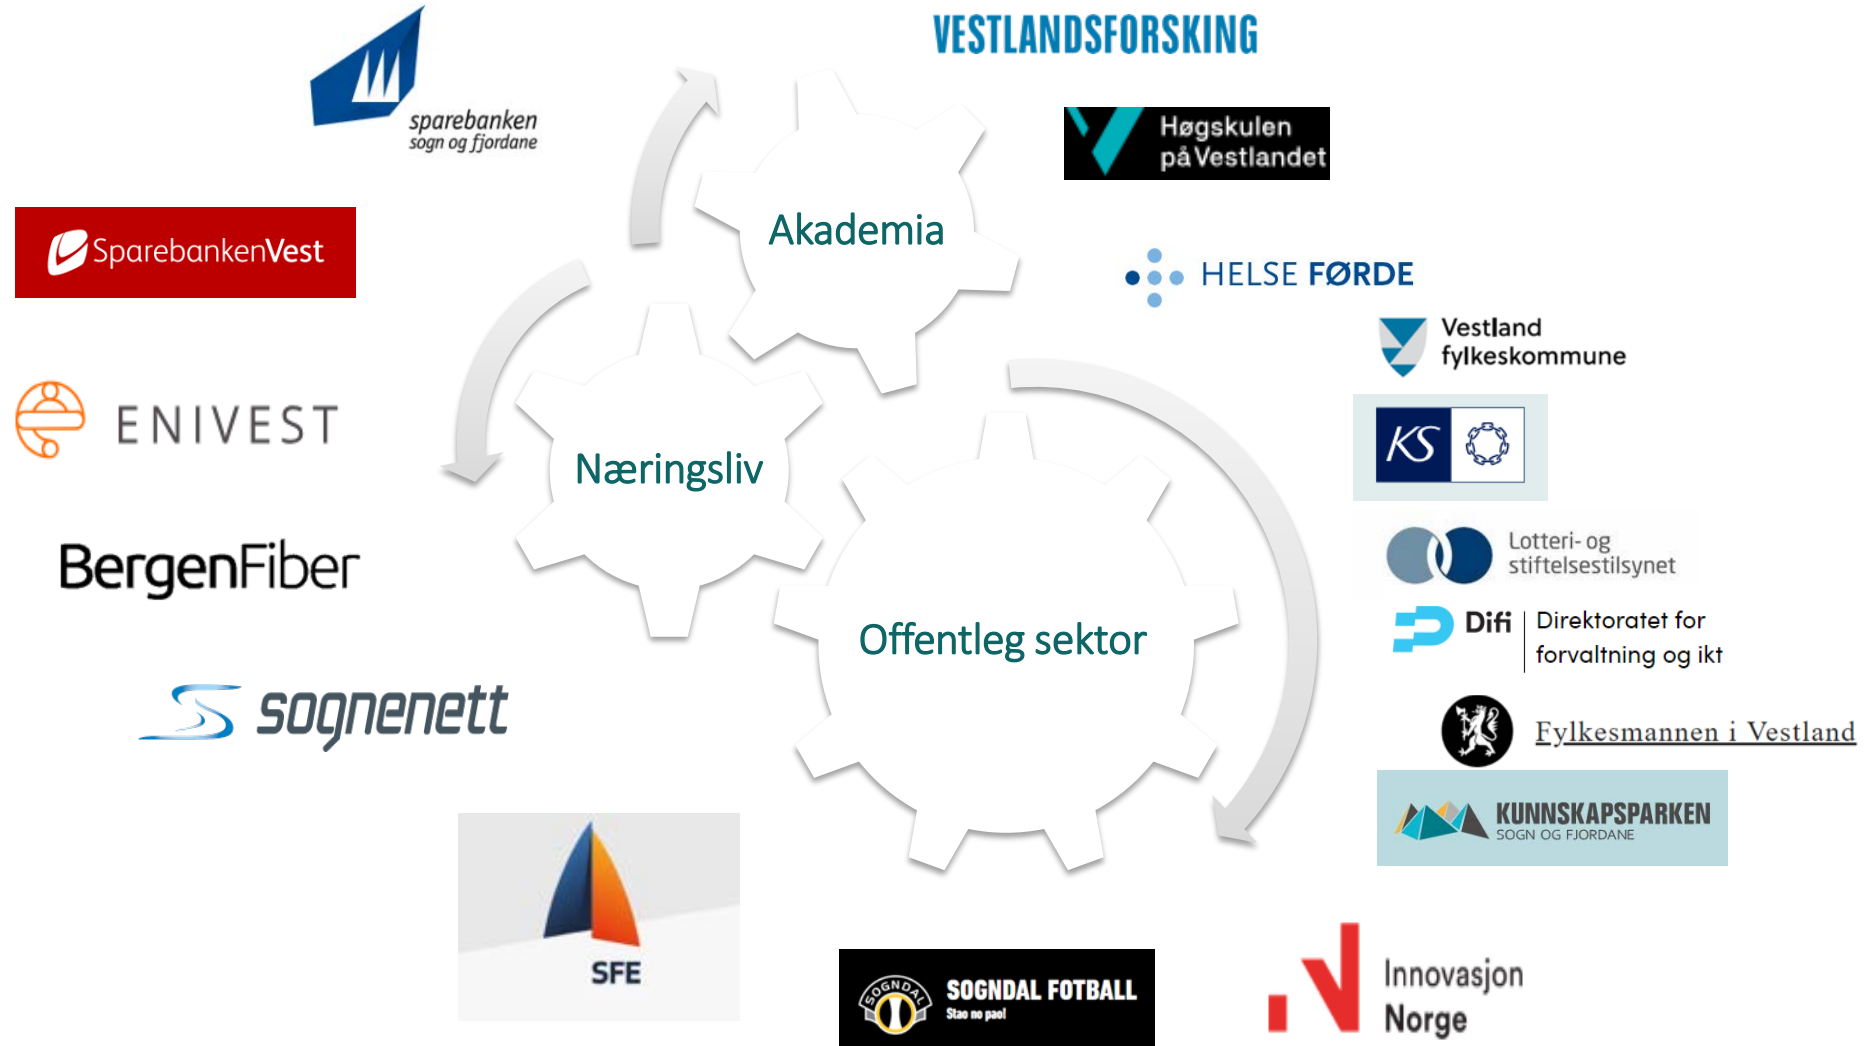 VESTLANDSFORSKING
sparebanken
sogn og fjordane
Høgskulen
på Vestlandet
SparebankenVest
Akademia
HELSE FØRDE
Vestland
fylkeskommune
ENIVEST
KS
Næringsliv
BergenFiber
Lotteri- og
stiftelsestilsynet
Offentleg sektor
Difi
Direktoratet for
forvaltning og ikt
sognenett
Fylkesmannen i Vestland
KUNNSKAPSPARKEN
SOGN OG FJORDANE
SFE
SOGNDAL
SOGNDAL FOTBALL
Stao no pao!
Innovasjon
Norge